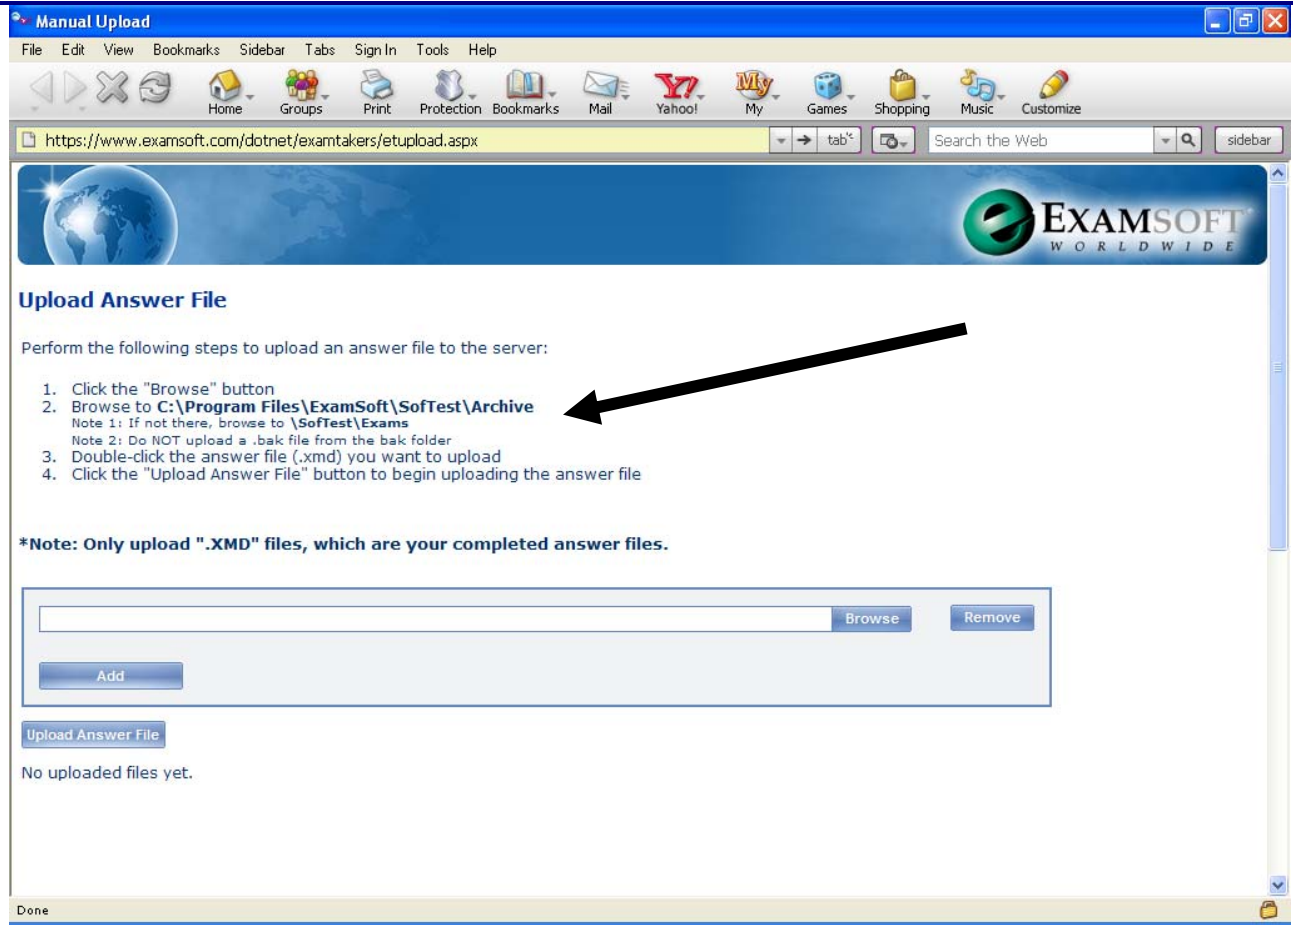 Manual Upload
File Edit View Bookmarks Sidebar Tabs Sign In Tools Help
Home Groups Print Protection Bookmarks Mail Yahoo! My Games Shopping Music Customize
https://www.examsoft.com/dotnet/examtakers/etupload.aspx tab Search the Web sidebar
EXAMSOFT
WORLDWIDE
Upload Answer File
Perform the following steps to upload an answer file to the server:
1. Click the "Browse" button
2. Browse to C:\Program Files\ExamSoft\SofTest\Archive
Note 1: If not there, browse to \SofTest\Exams
Note 2: Do NOT upload a .bak file from the bak folder
3. Double-click the answer file (.xmd) you want to upload
4. Click the "Upload Answer File" button to begin uploading the answer file
*Note: Only upload ".XMD" files, which are your completed answer files.
Browse Remove
Add
Upload Answer File
No uploaded files yet.
Done